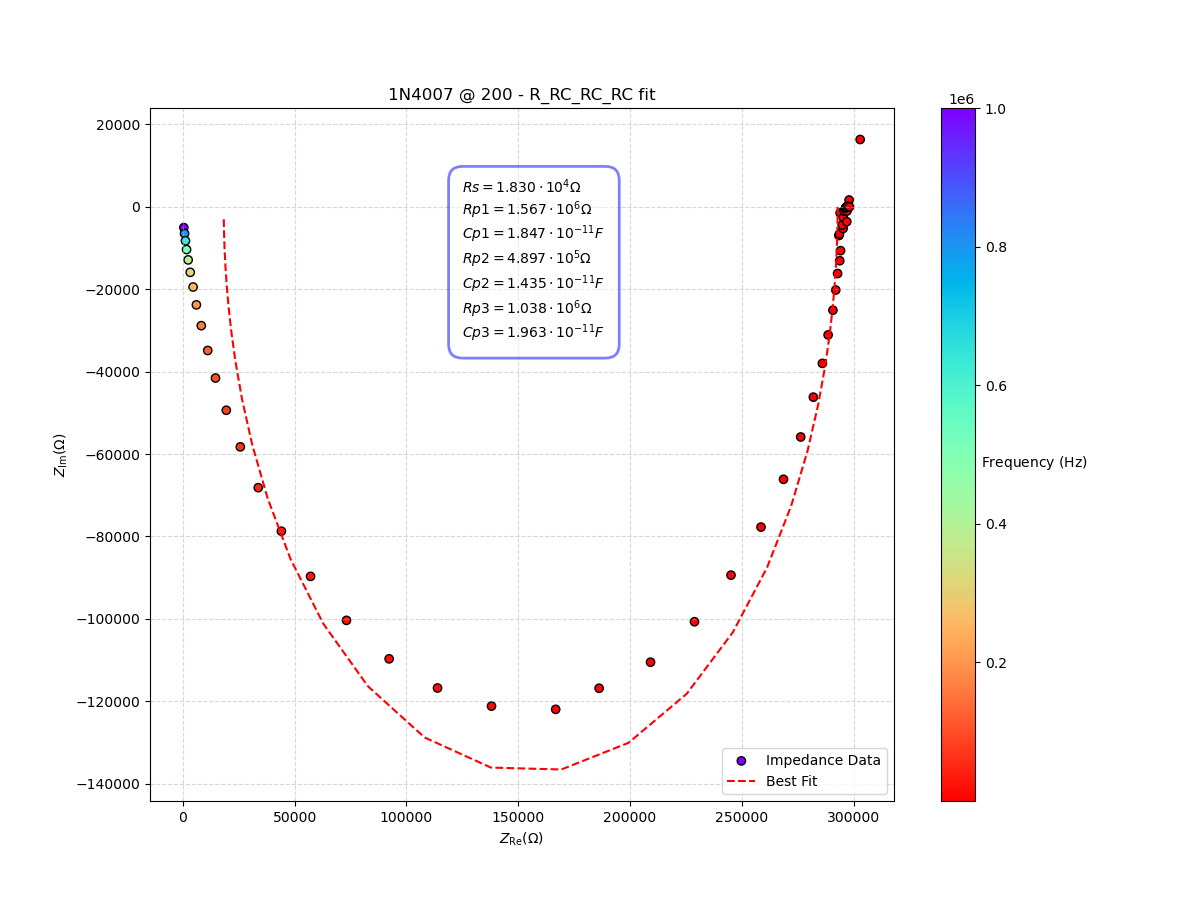 1N4007 @ 200 - R_RC_RC_RC fit
1e6
20000
0
−20000
−40000
−60000
−80000
−100000
−120000
−140000
Z_Im(Ω)
Rs = 1.830 · 10^4Ω
Rp1 = 1.567 · 10^6Ω
Cp1 = 1.847 · 10^−11F
Rp2 = 4.897 · 10^5Ω
Cp2 = 1.435 · 10^−11F
Rp3 = 1.038 · 10^6Ω
Cp3 = 1.963 · 10^−11F
Impedance Data
Best Fit
0
50000
100000
150000
200000
250000
300000
Z_Re(Ω)
1.0
0.8
0.6
0.4
0.2
Frequency (Hz)